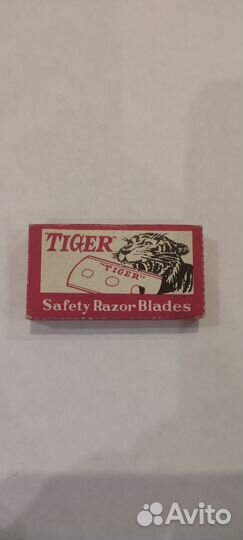 "TIGER"
"TIGER"
Safety Razor Blades
Avito